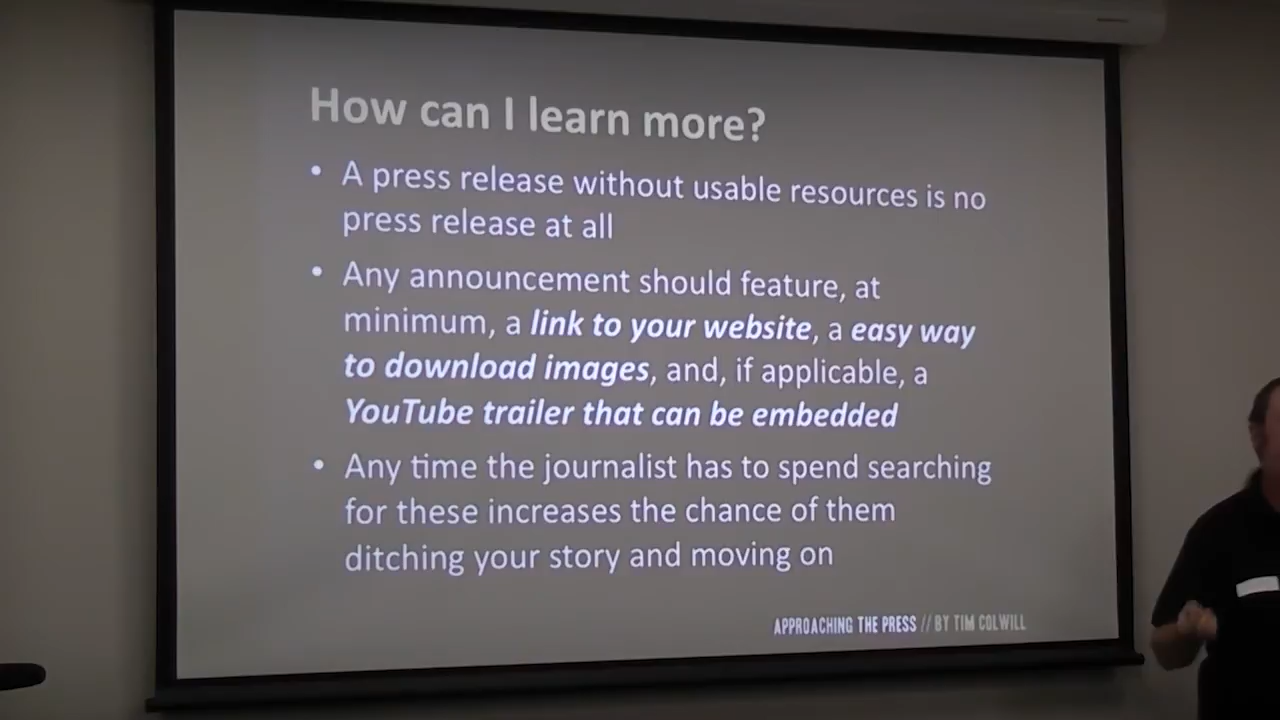 How can I learn more?
• A press release without usable resources is no
press release at all
• Any announcement should feature, at
minimum, a link to your website, a easy way
to download images, and, if applicable, a
YouTube trailer that can be embedded
• Any time the journalist has to spend searching
for these increases the chance of them
ditching your story and moving on
APPROACHING THE PRESS // BY TIM COLWILL